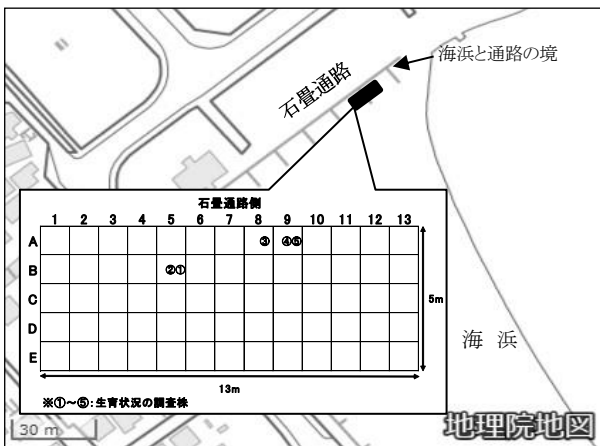 海浜と通路の境
石畳通路
石畳通路側
1 2 3 4 5 6 7 8 9 10 11 12 13
A ③ ④⑤
B ②①
C
D
E
5m
13m
※①~⑤:生育状況の調査株
海 浜
30 m
地理院地図